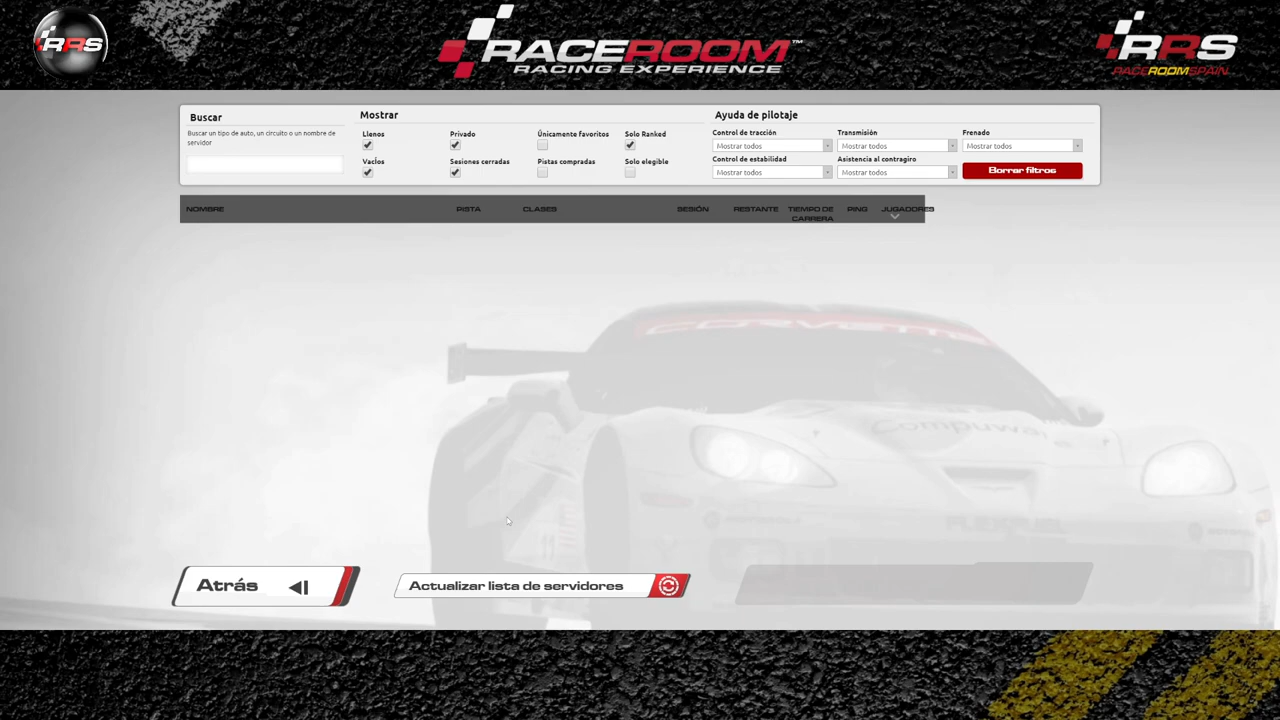 RRS
RACEROOM™
RACING EXPERIENCE
RRS
RACEROOMSPAIN
Buscar
Mostrar
Ayuda de pilotaje
Buscar un tipo de auto, un circuito o un nombre de
servidor
Llenos
Privado
Únicamente favoritos
Solo Ranked
Vacíos
Sesiones cerradas
Pistas compradas
Solo elegible
Control de tracción
Transmisión
Frenado
Mostrar todos
Mostrar todos
Mostrar todos
Control de estabilidad
Asistencia al contragiro
Mostrar todos
Mostrar todos
Borrar filtros
NOMBRE
PISTA
CLASES
SESIÓN
RESTANTE
TIEMPO DE
CARRERA
PING
JUGADORES
CORVETTE
Compuware
Atrás
Actualizar lista de servidores